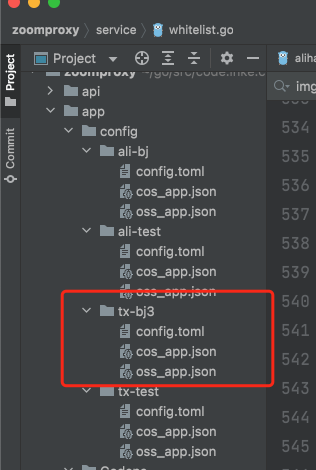 zoomproxy
service
whitelist.go
Project
aliha
Project
Commit
zoomproxy ~/go/src/code.inke.c
img
api
app
534
config
ali-bj
535
config.toml
536
cos_app.json
oss_app.json
537
ali-test
538
config.toml
539
cos_app.json
oss_app.json
540
tx-bj3
config.toml
541
cos_app.json
542
oss_app.json
543
tx-test
config.toml
544
cos_app.json
545
oss_app.json